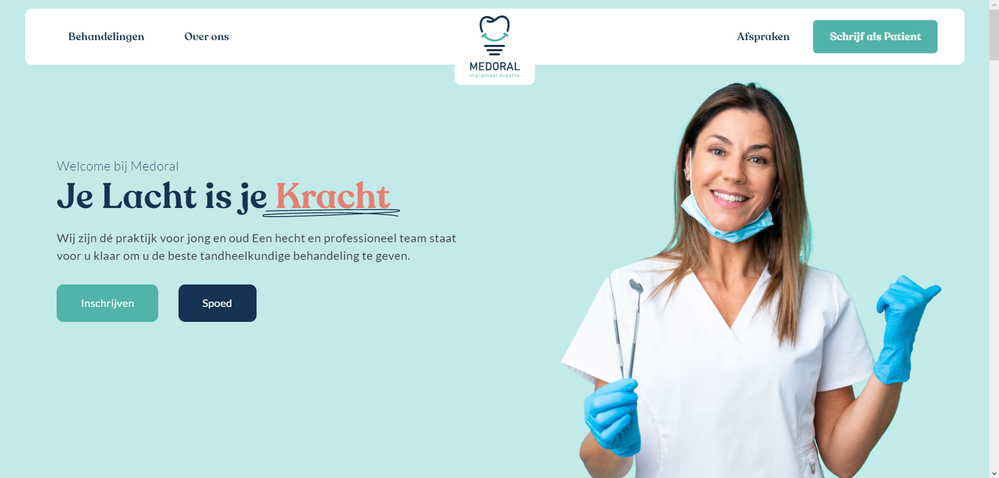 Behandelingen
Over ons
MEDORAL
implantaat experts
Afspraken
Schrijf als Patient
Welcome bij Medoral
Je Lacht is je Kracht
Wij zijn dé praktijk voor jong en oud Een hecht en professioneel team staat
voor u klaar om u de beste tandheelkundige behandeling te geven.
Inschrijven
Spoed